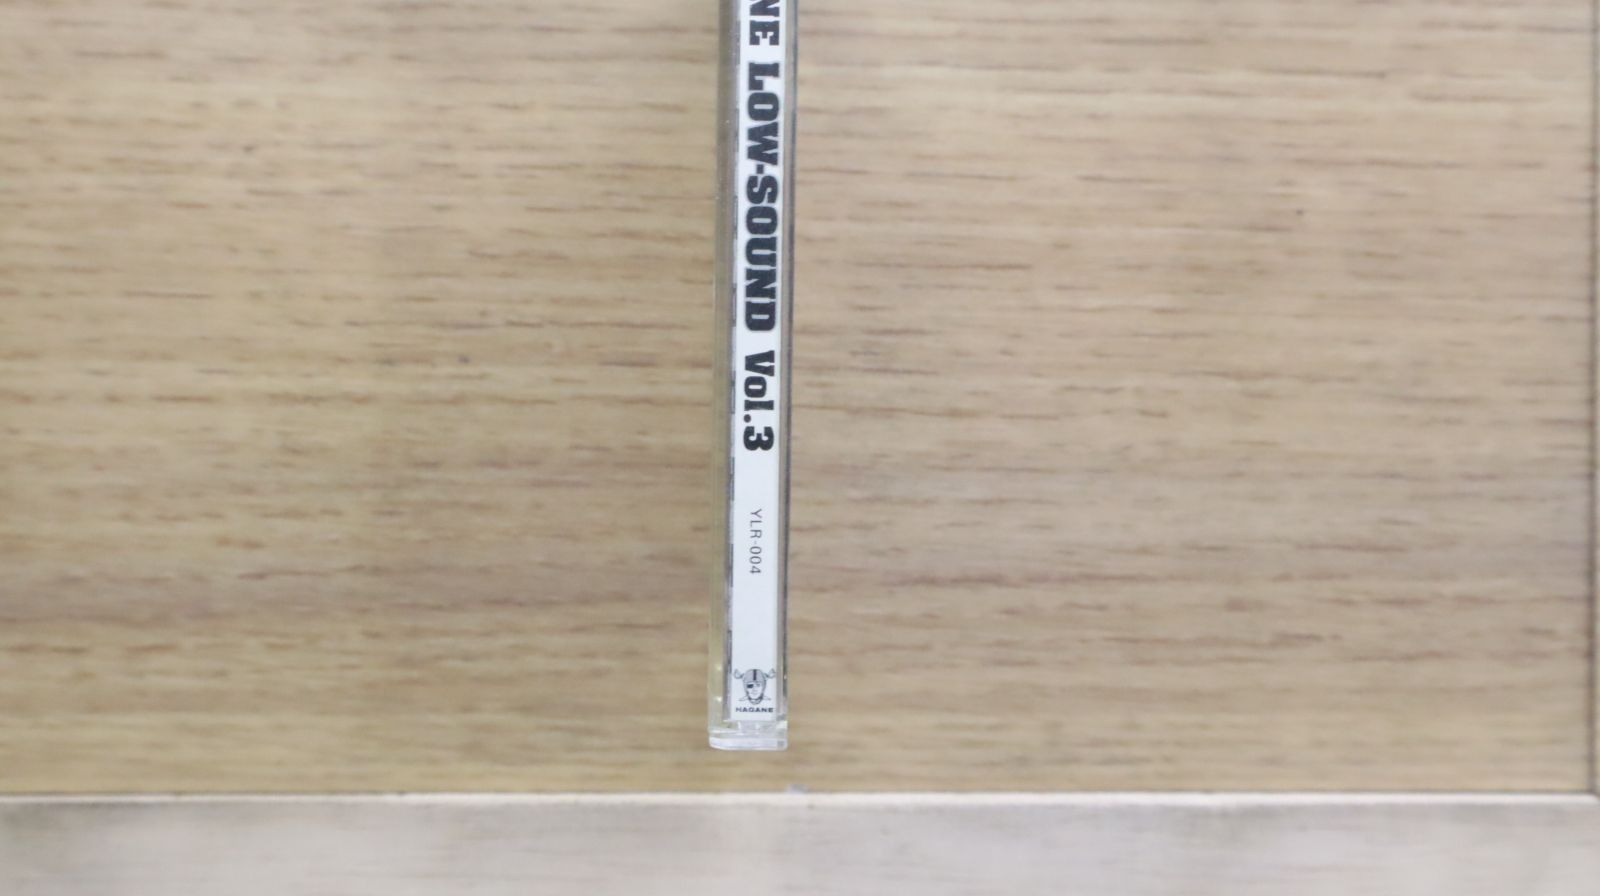 NE LOW-SOUND Vol.3
YLR-004
HAGANE